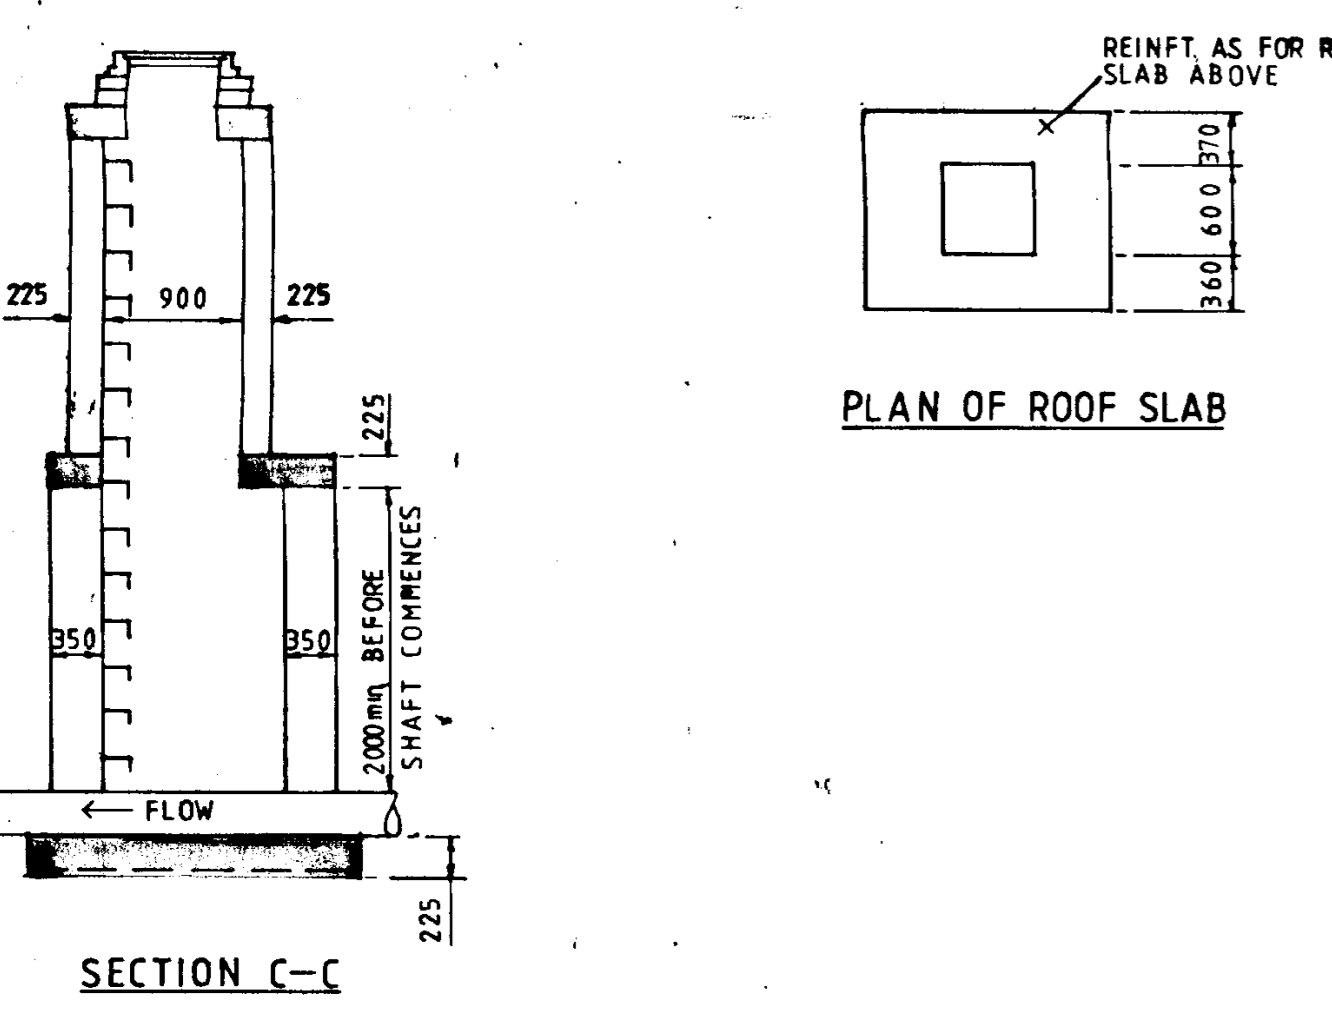 REINFT. AS FOR
SLAB ABOVE
370
600
360
PLAN OF ROOF SLAB
225
900
225
225
2000min BEFORE
SHAFT COMMENCES
350
350
← FLOW
225
SECTION C-C